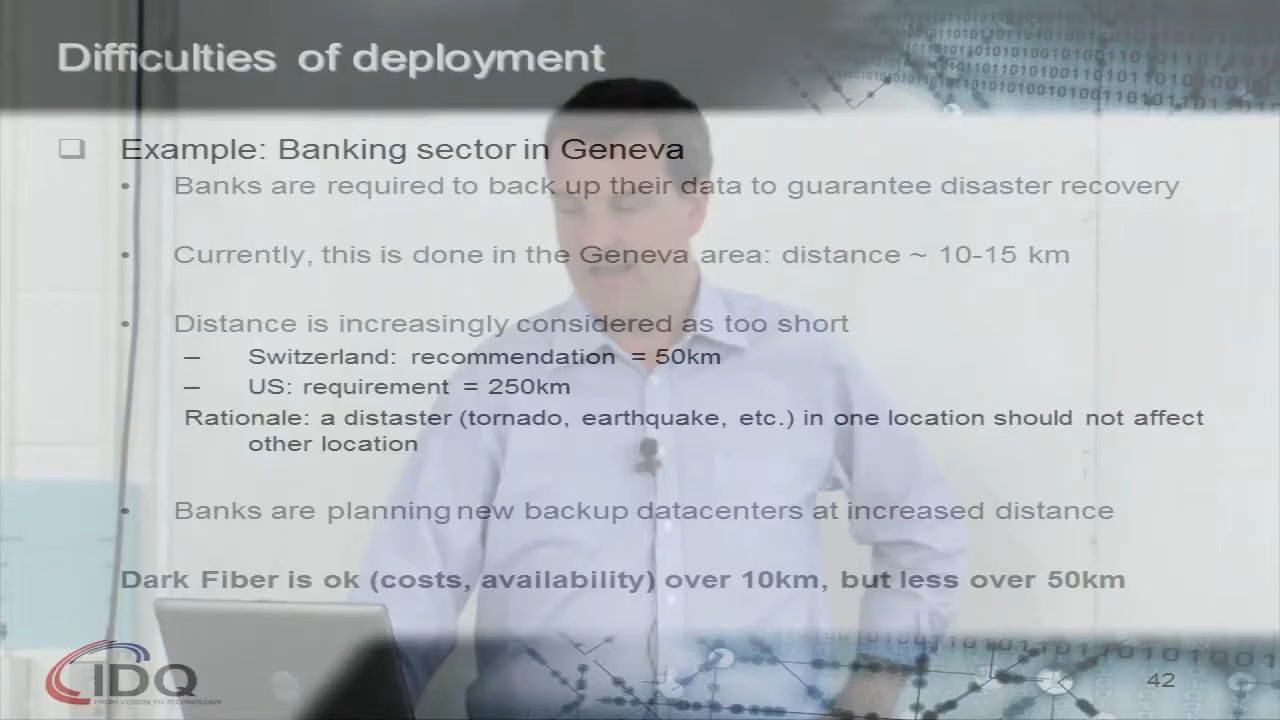 Difficulties of deployment
Example: Banking sector in Geneva
Banks are required to back up their data to guarantee disaster recovery
Currently, this is done in the Geneva area: distance ~ 10-15 km
Distance is increasingly considered as too short
– Switzerland: recommendation = 50km
– US: requirement = 250km
Rationale: a distaster (tornado, earthquake, etc.) in one location should not affect
other location
Banks are planning new backup datacenters at increased distance
Dark Fiber is ok (costs, availability) over 10km, but less over 50km
IDQ
FROM VISION TO TECHNOLOGY
42